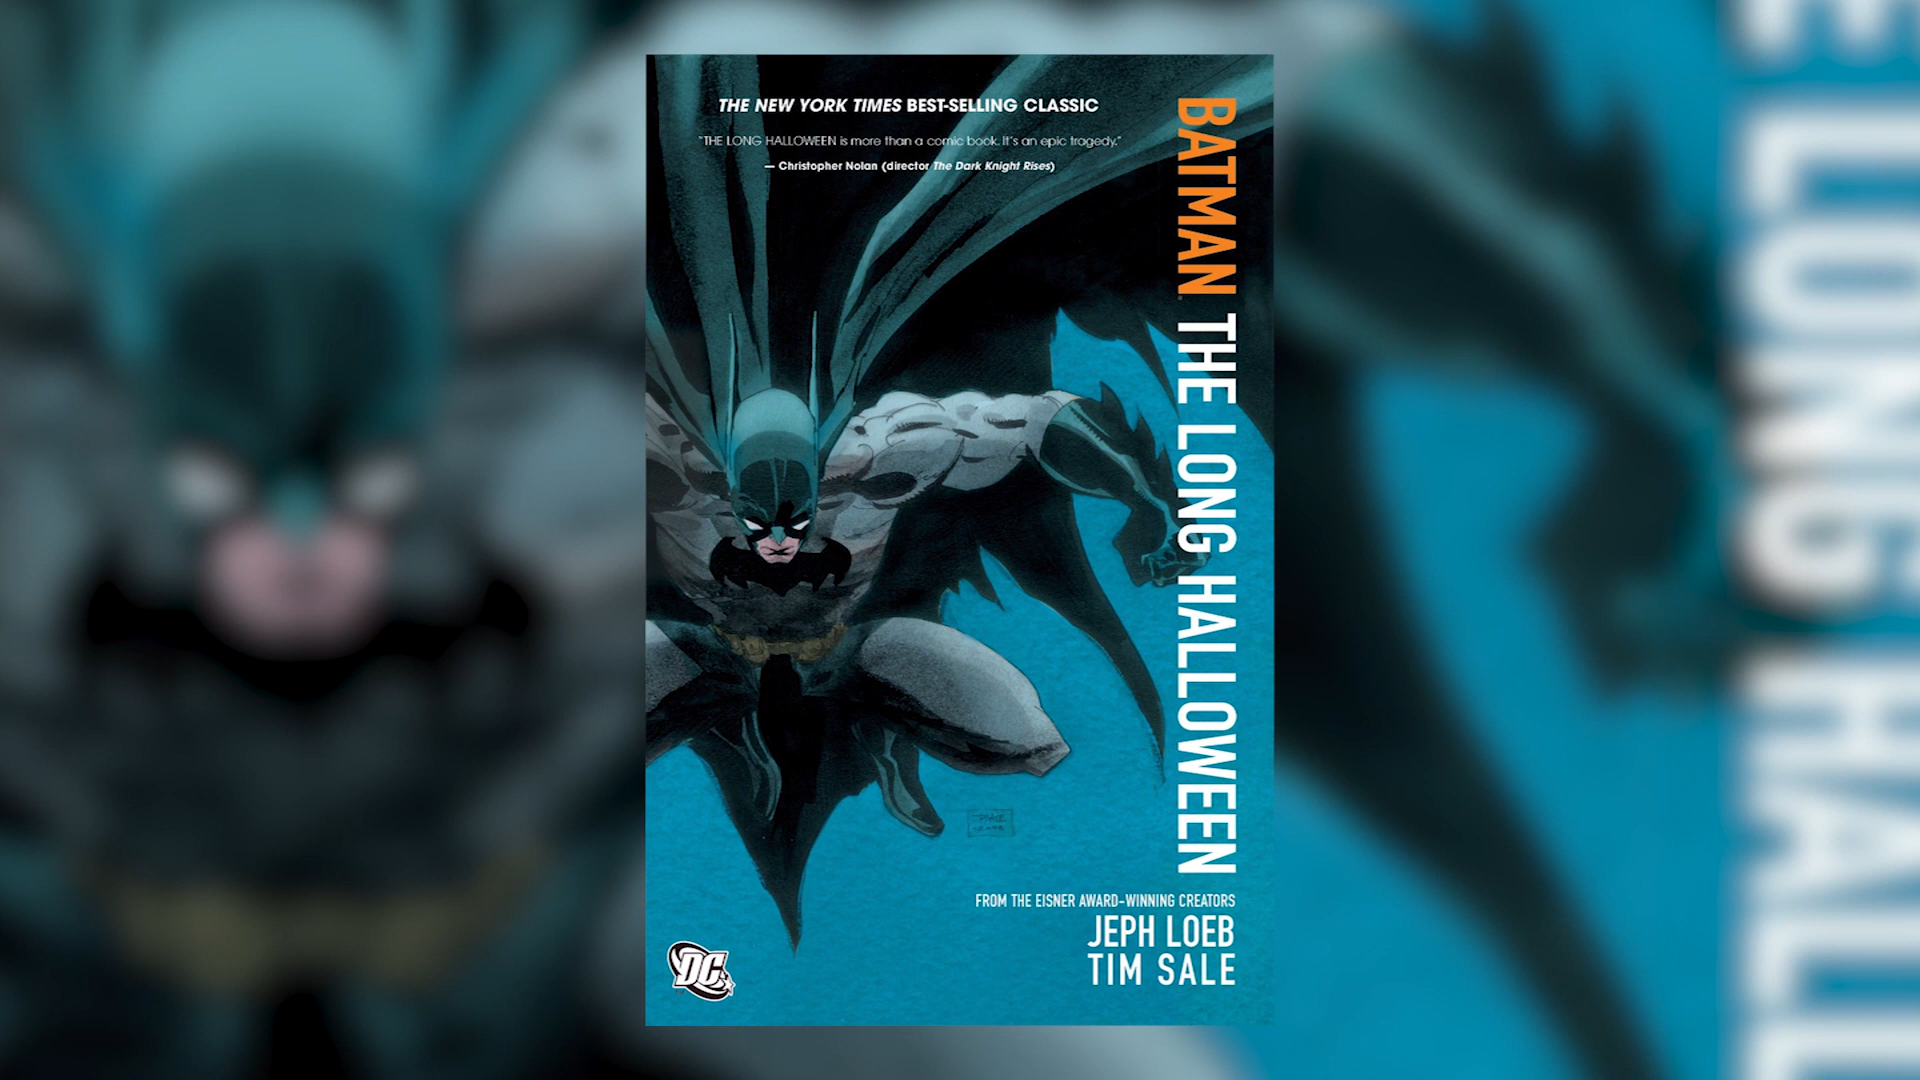 THE NEW YORK TIMES BEST-SELLING CLASSIC
"THE LONG HALLOWEEN is more than a comic book. It's an epic tragedy."
— Christopher Nolan (director The Dark Knight Rises)
BATMAN THE LONG HALLOWEEN
FROM THE EISNER AWARD-WINNING CREATORS
JEPH LOEB
TIM SALE
DC
E LONG HALL